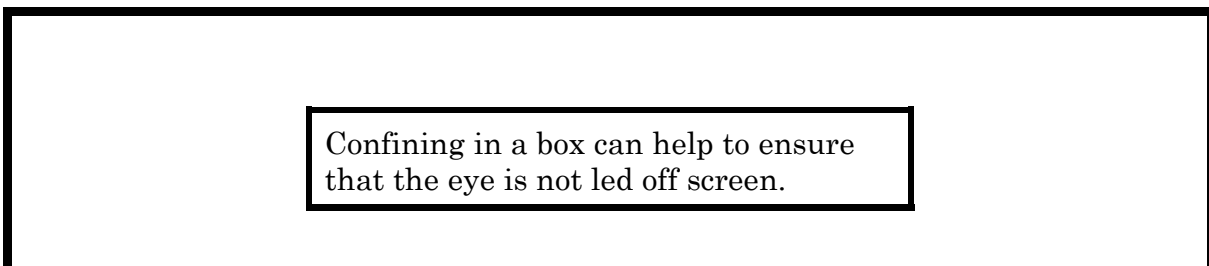 Confining in a box can help to ensure
that the eye is not led off screen.